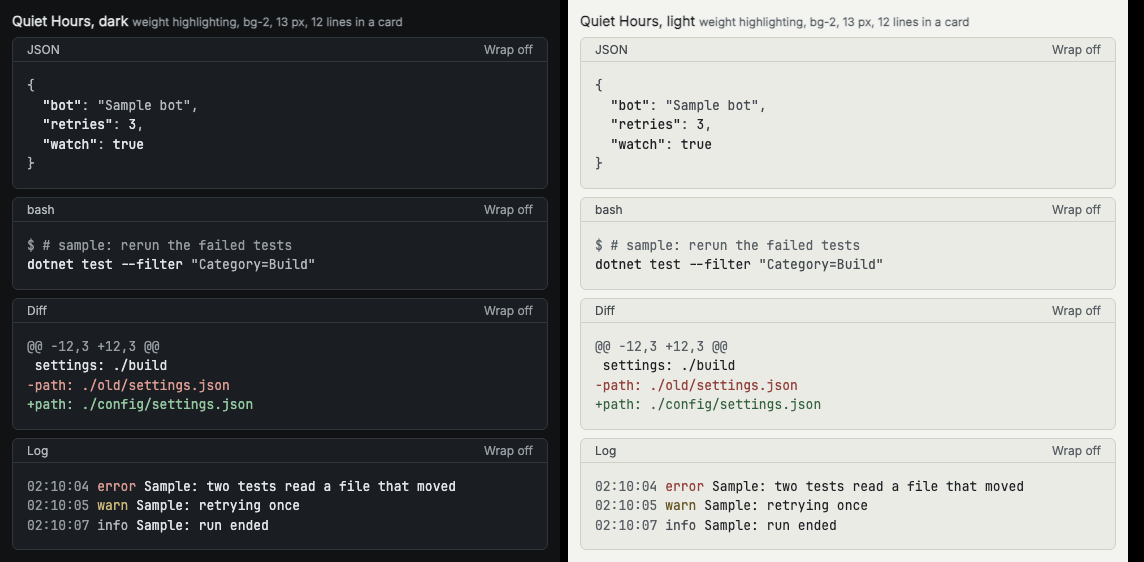 Quiet Hours, dark weight highlighting, bg-2, 13 px, 12 lines in a card
JSON Wrap off
{
  "bot": "Sample bot",
  "retries": 3,
  "watch": true
}
bash Wrap off
$ # sample: rerun the failed tests
dotnet test --filter "Category=Build"
Diff Wrap off
@@ -12,3 +12,3 @@
 settings: ./build
-path: ./old/settings.json
+path: ./config/settings.json
Log Wrap off
02:10:04 error Sample: two tests read a file that moved
02:10:05 warn Sample: retrying once
02:10:07 info Sample: run ended
Quiet Hours, light weight highlighting, bg-2, 13 px, 12 lines in a card
JSON Wrap off
{
  "bot": "Sample bot",
  "retries": 3,
  "watch": true
}
bash Wrap off
$ # sample: rerun the failed tests
dotnet test --filter "Category=Build"
Diff Wrap off
@@ -12,3 +12,3 @@
 settings: ./build
-path: ./old/settings.json
+path: ./config/settings.json
Log Wrap off
02:10:04 error Sample: two tests read a file that moved
02:10:05 warn Sample: retrying once
02:10:07 info Sample: run ended